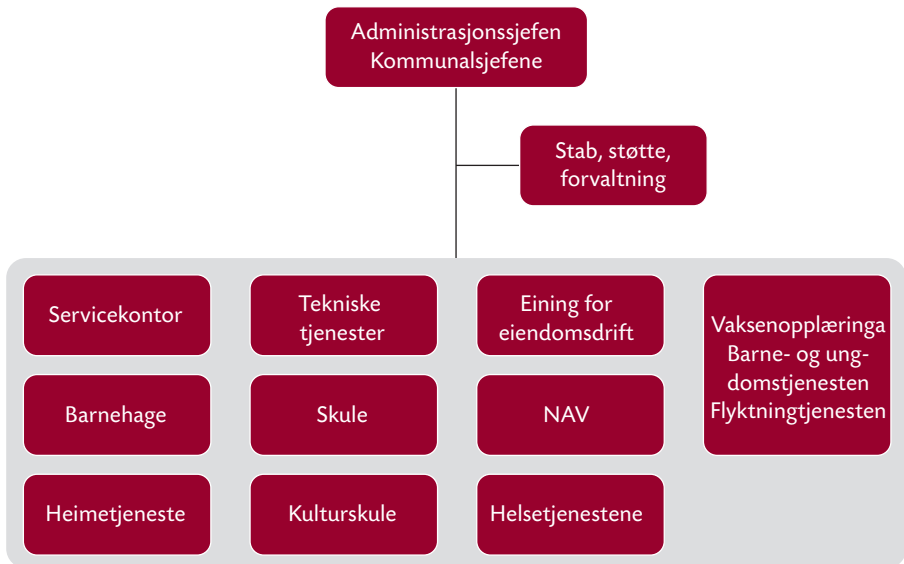 Administrasjonssjefen
Kommunalsjefene
Stab, støtte,
forvaltning
Servicekontor
Tekniske
tjenester
Eining for
eiendomsdrift
Vaksenopplæringa
Barne- og ung-
domstjenesten
Flyktningtjenesten
Barnehage
Skule
NAV
Heimetjeneste
Kulturskule
Helsetjenestene